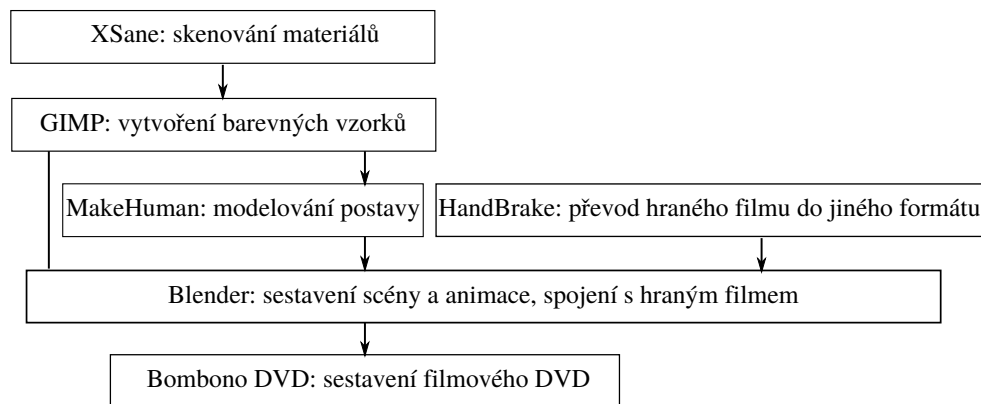 XSane: skenování materiálů
GIMP: vytvoření barevných vzorků
MakeHuman: modelování postavy
HandBrake: převod hraného filmu do jiného formátu
Blender: sestavení scény a animace, spojení s hraným filmem
Bombono DVD: sestavení filmového DVD